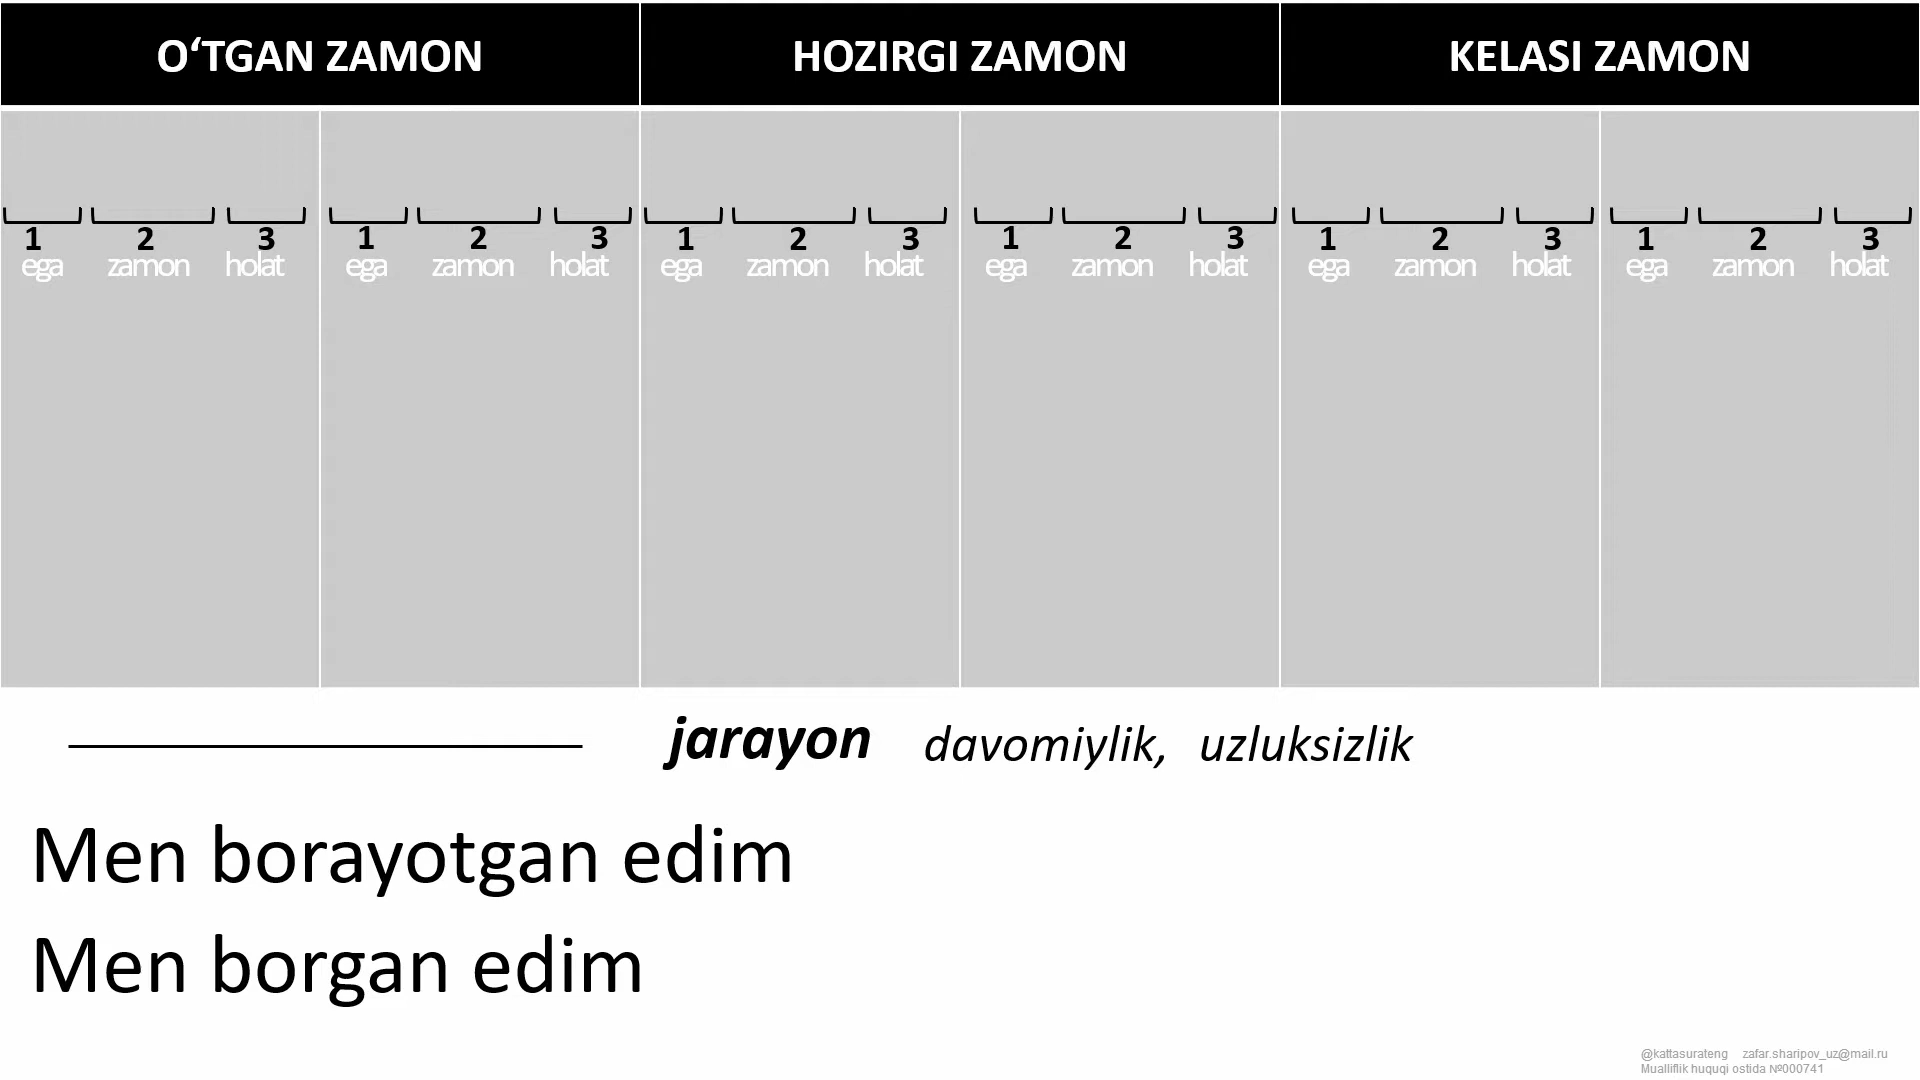 O‘TGAN ZAMON HOZIRGI ZAMON KELASI ZAMON
1 2 3 1 2 3 1 2 3 1 2 3 1 2 3 1 2 3
ega zamon holat ega zamon holat ega zamon holat ega zamon holat ega zamon holat ega zamon holat
jarayon davomiylik, uzluksizlik
Men borayotgan edim
Men borgan edim
@kattasurateng zafar.sharipov_uz@mail.ru
Mualliflik huquqi ostida №000741